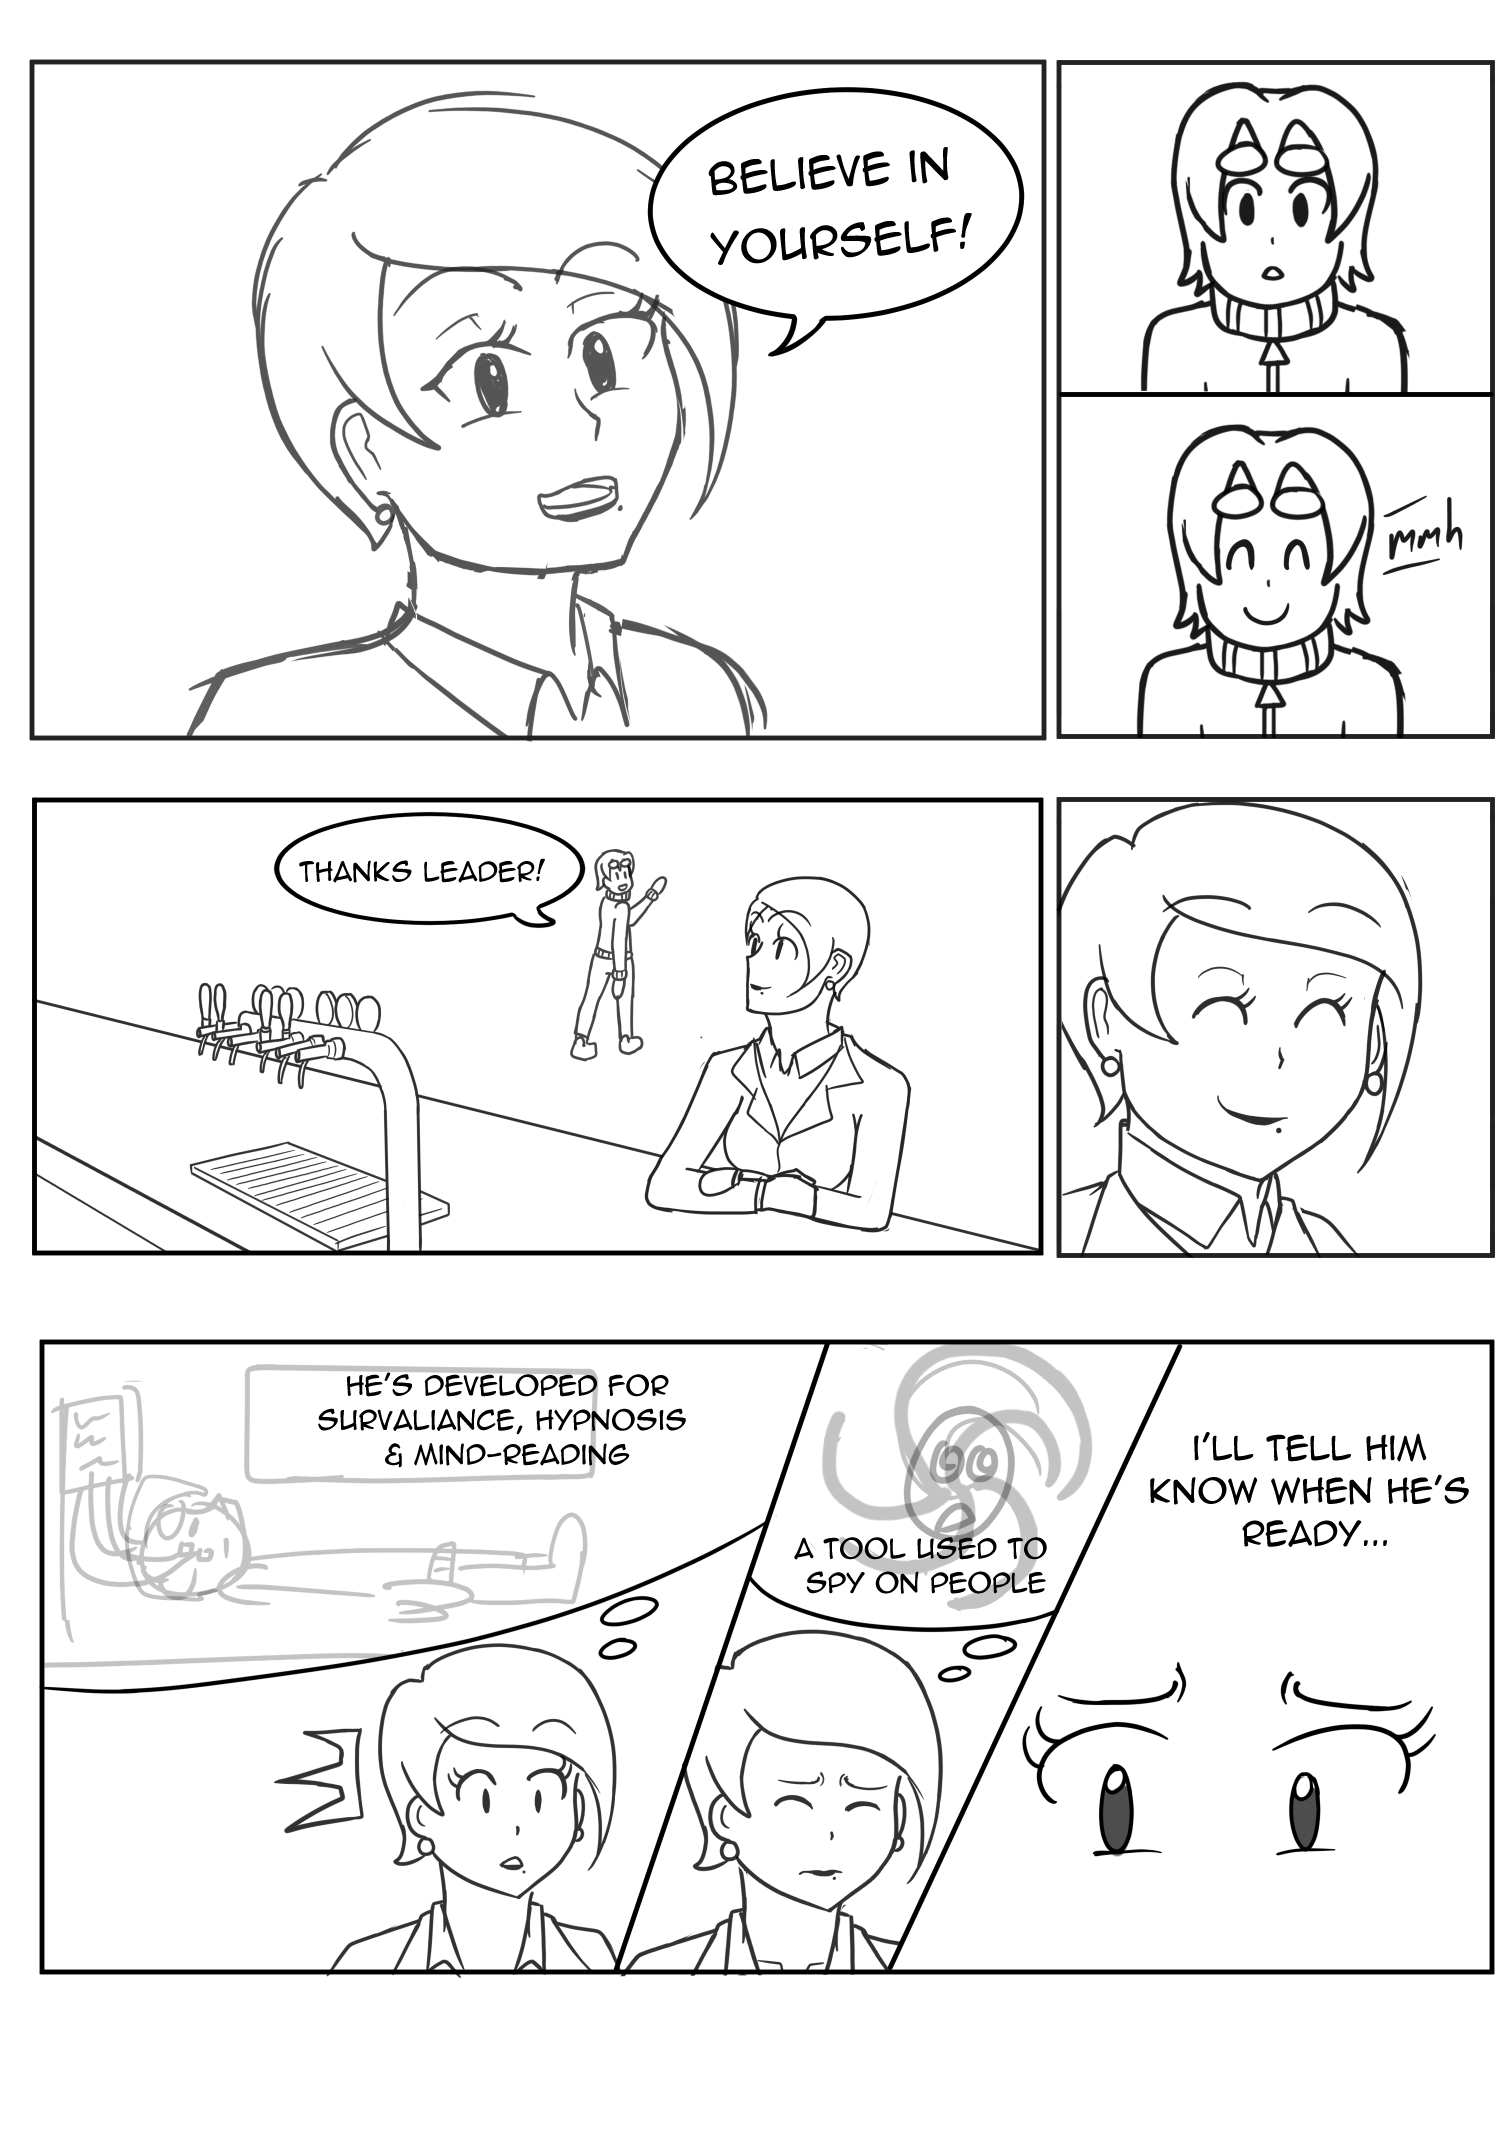 BELIEVE IN
YOURSELF!
mmh
THANKS LEADER!
HE'S DEVELOPED FOR
SURVALIANCE, HYPNOSIS
& MIND-READING
A TOOL USED TO
SPY ON PEOPLE
I'LL TELL HIM
KNOW WHEN HE'S
READY...